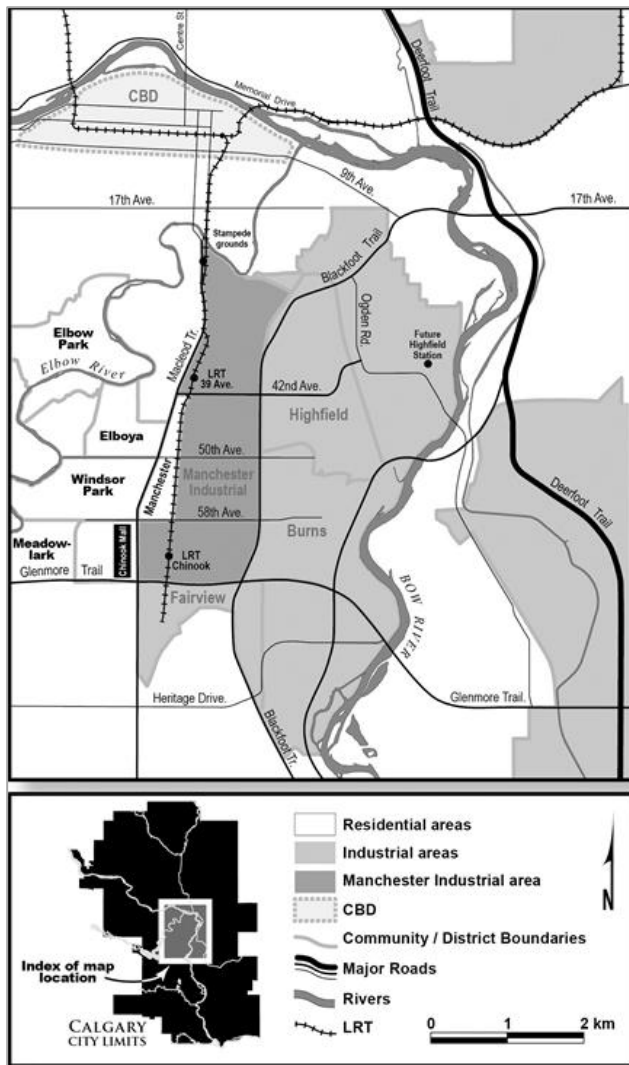 Centre St.
CBD
Memorial Drive
Deerfoot Trail
9th Ave.
17th Ave.
17th Ave.
Stampede
grounds
Blackfoot Trail
Ogden Rd.
Elbow
Park
Elbow River
Macleod Tr.
Future
Highfield
Station
LRT
39 Ave.
42nd Ave.
Highfield
Elboya
50th Ave.
Windsor
Park
Manchester
Manchester
Industrial
58th Ave.
Deerfoot Trail
Meadow-
lark
Chinook Mall
Burns
LRT
Chinook
Glenmore Trail
Fairview
BOW RIVER
Heritage Drive.
Glenmore Trail.
Blackfoot Tr.
Residential areas
Industrial areas
Manchester Industrial area
CBD
Community / District Boundaries
Major Roads
Rivers
LRT
N
0 1 2 km
Index of map
location
CALGARY
CITY LIMITS